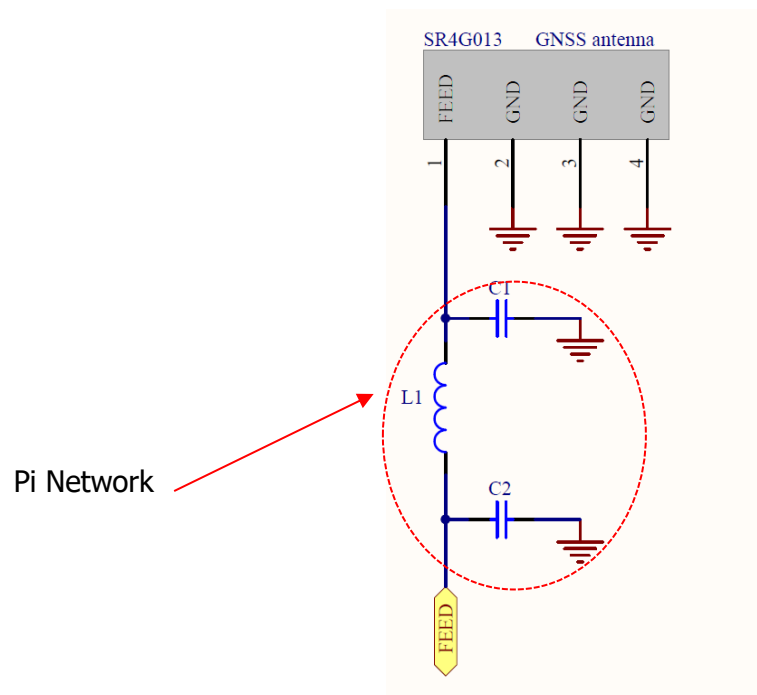 SR4G013 GNSS antenna
FEED GND GND GND
1 2 3 4
C1
L1
Pi Network
C2
FEED